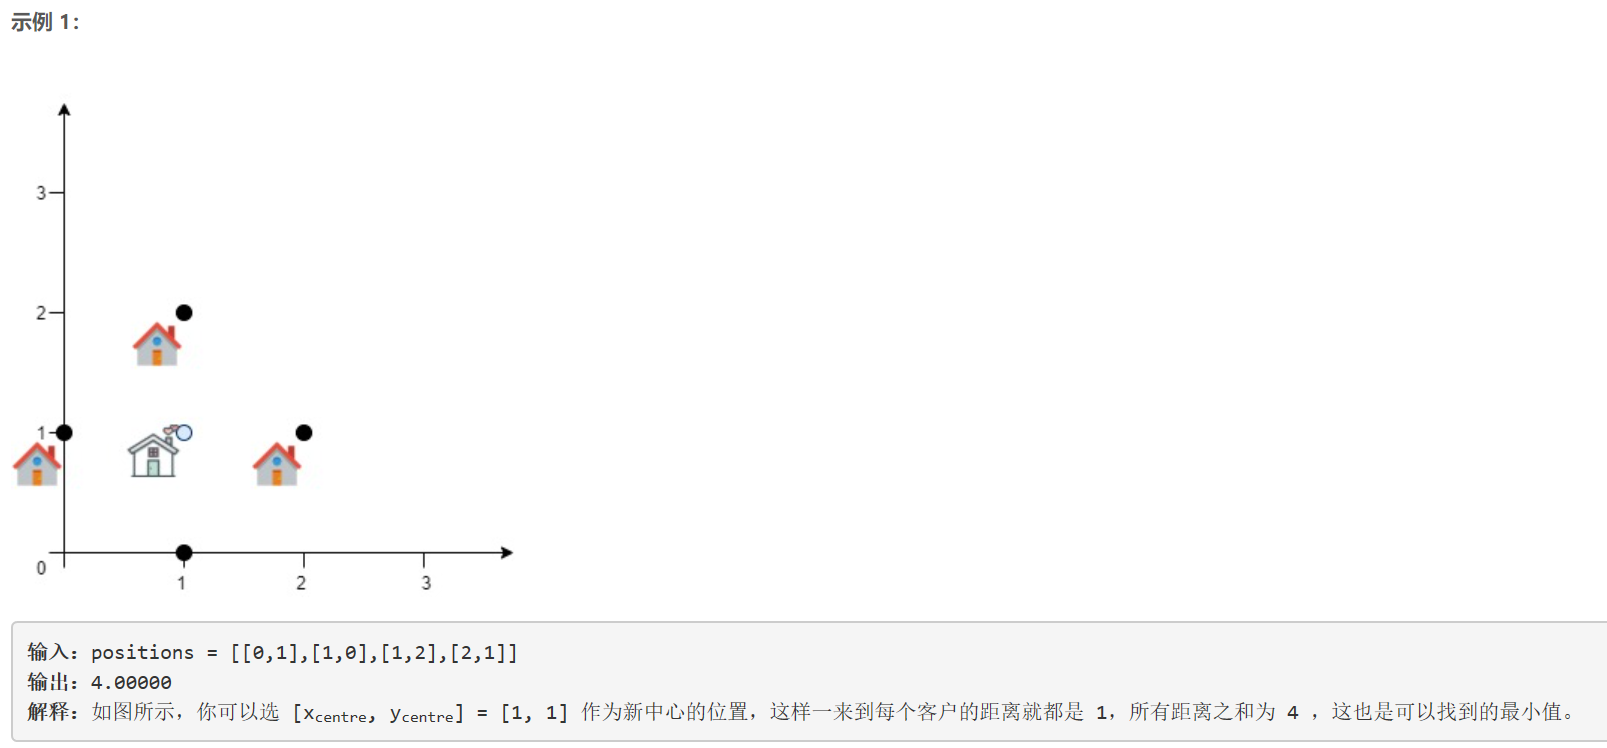 示例 1：
3
2
1
0
1 2 3
输入：positions = [[0,1],[1,0],[1,2],[2,1]]
输出：4.00000
解释：如图所示，你可以选 [xcentre, ycentre] = [1, 1] 作为新中心的位置，这样一来到每个客户的距离就都是 1，所有距离之和为 4 ，这也是可以找到的最小值。